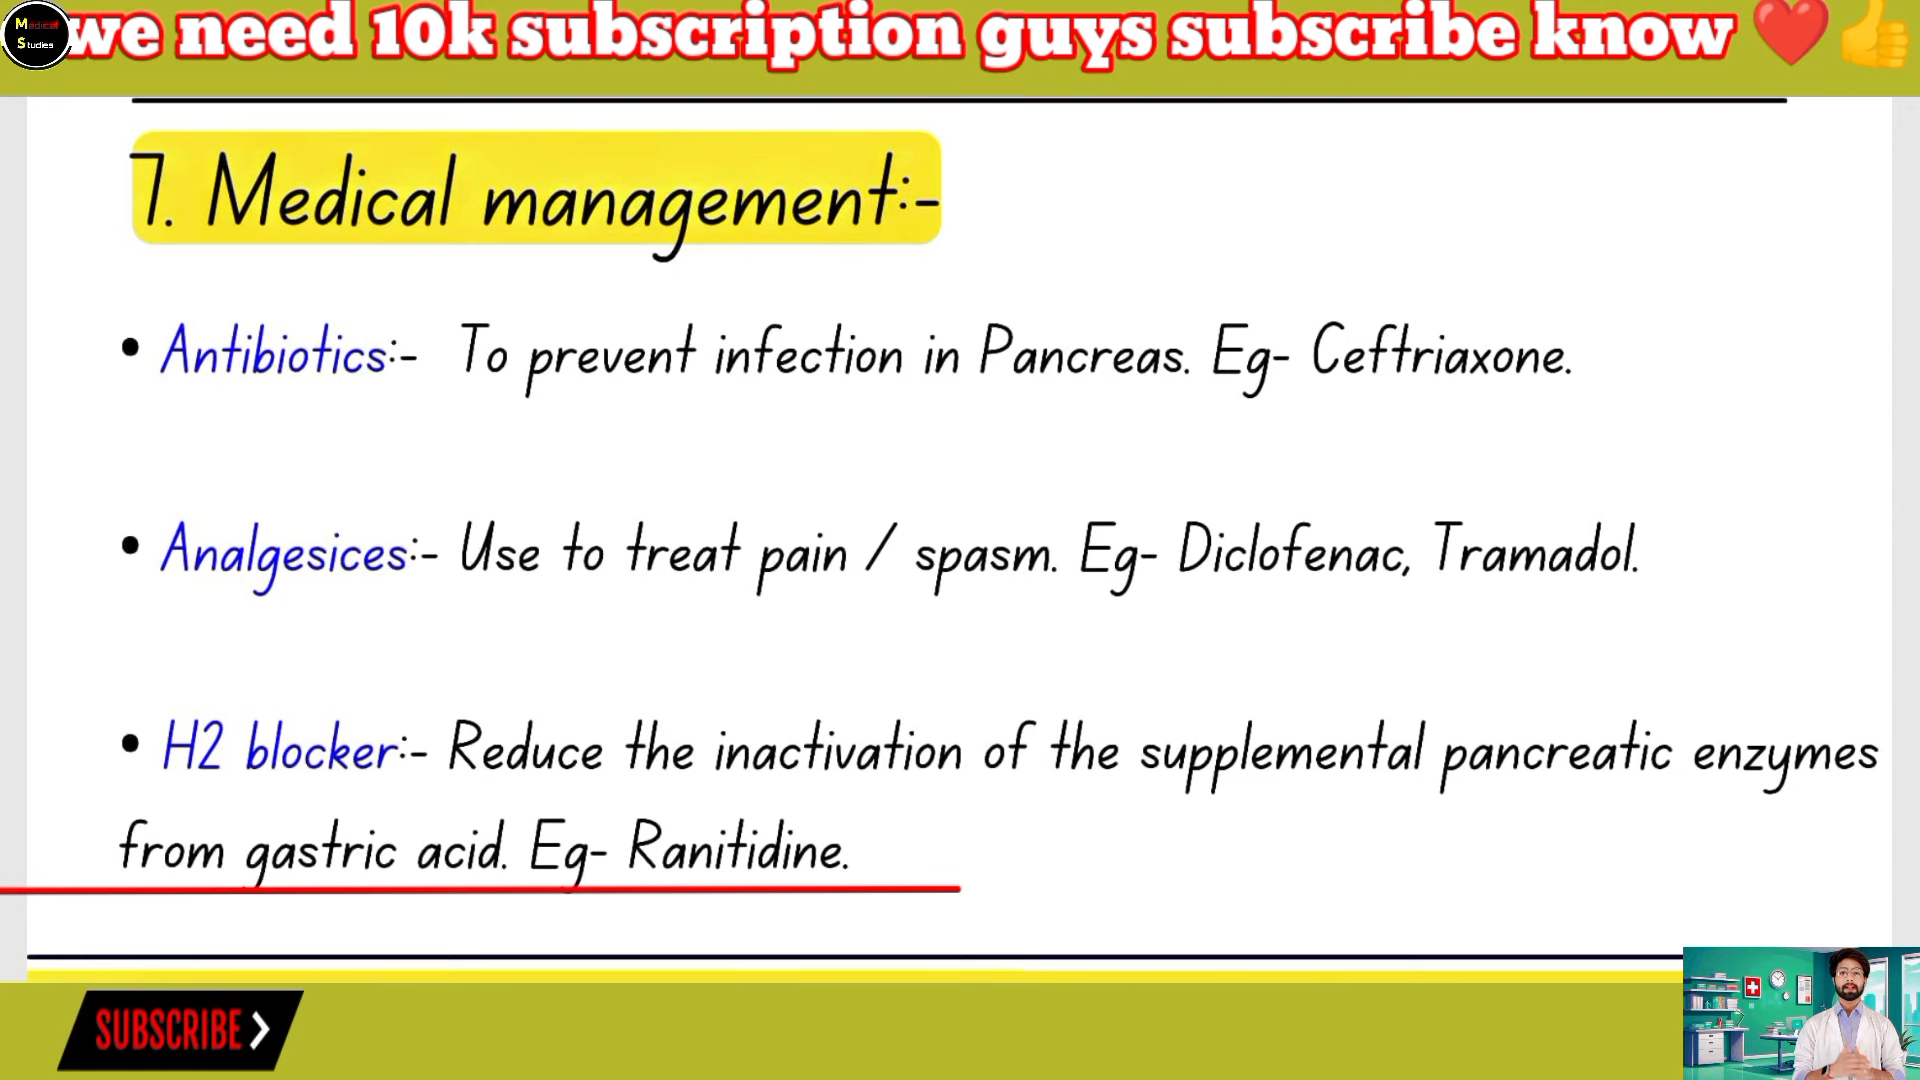 Medical
Studies
we need 10k subscription guys subscribe know ❤️👍
7. Medical management:-
• Antibiotics:- To prevent infection in Pancreas. Eg- Ceftriaxone.
• Analgesices:- Use to treat pain / spasm. Eg- Diclofenac, Tramadol.
• H2 blocker:- Reduce the inactivation of the supplemental pancreatic enzymes
from gastric acid. Eg- Ranitidine.
SUBSCRIBE